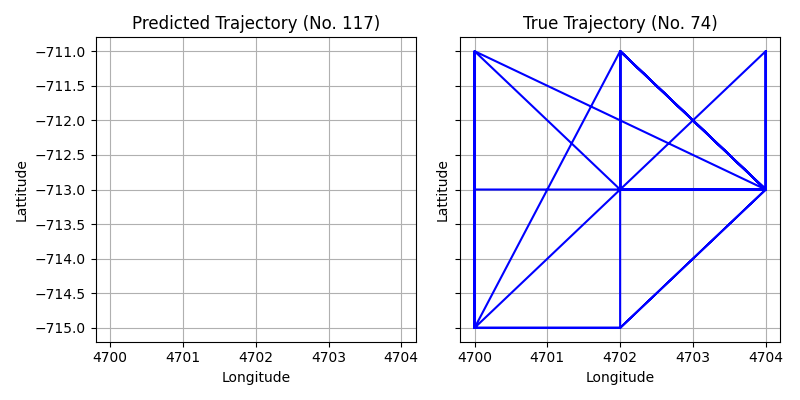 Predicted Trajectory (No. 117)
True Trajectory (No. 74)
−711.0
−711.5
−712.0
−712.5
−713.0
−713.5
−714.0
−714.5
−715.0
Lattitude
Lattitude
4700 4701 4702 4703 4704
4700 4701 4702 4703 4704
Longitude
Longitude